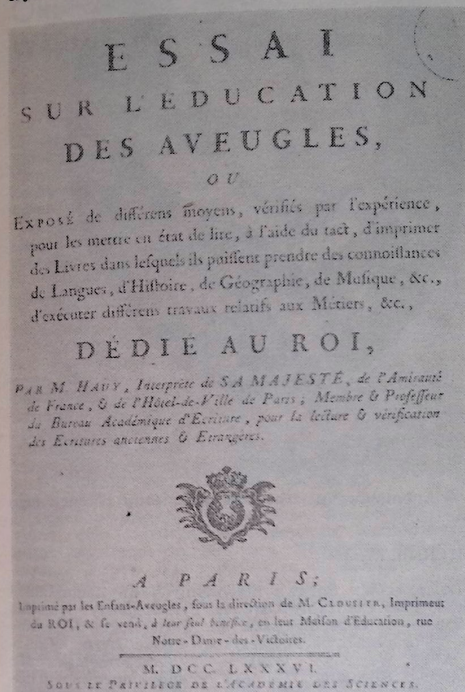 ESSAI
SUR L'ÉDUCATION
DES AVEUGLES,
OU
EXPOSÉ de différens moyens, vérifiés par l'expérience,
pour les mettre en état de lire, à l'aide du tact, d'imprimer
des Livres dans lesquels ils puissent prendre des connoissances
de Langues, d'Histoire, de Géographie, de Musique, &c.,
d'exécuter différens travaux relatifs aux Métiers, &c.,
DÉDIÉ AU ROI,
PAR M. HAÜY, Interprète de SA MAJESTÉ, de l'Amirauté
de France, & de l'Hôtel-de-Ville de Paris; Membre & Professeur
du Bureau Académique d'Ecriture, pour la lecture & vérification
des Ecritures anciennes & Etrangères.
A PARIS;
Imprimé par les Enfans-Aveugles, sous la direction de M. CLOUSIER, Imprimeur
du ROI, & se vend, à leur seul bénéfice, en leur Maison d'Education, rue
Notre-Dame-des-Victoires.
M. DCC. LXXXVI.
SOUS LE PRIVILÉGE DE L'ACADÉMIE DES SCIENCES.